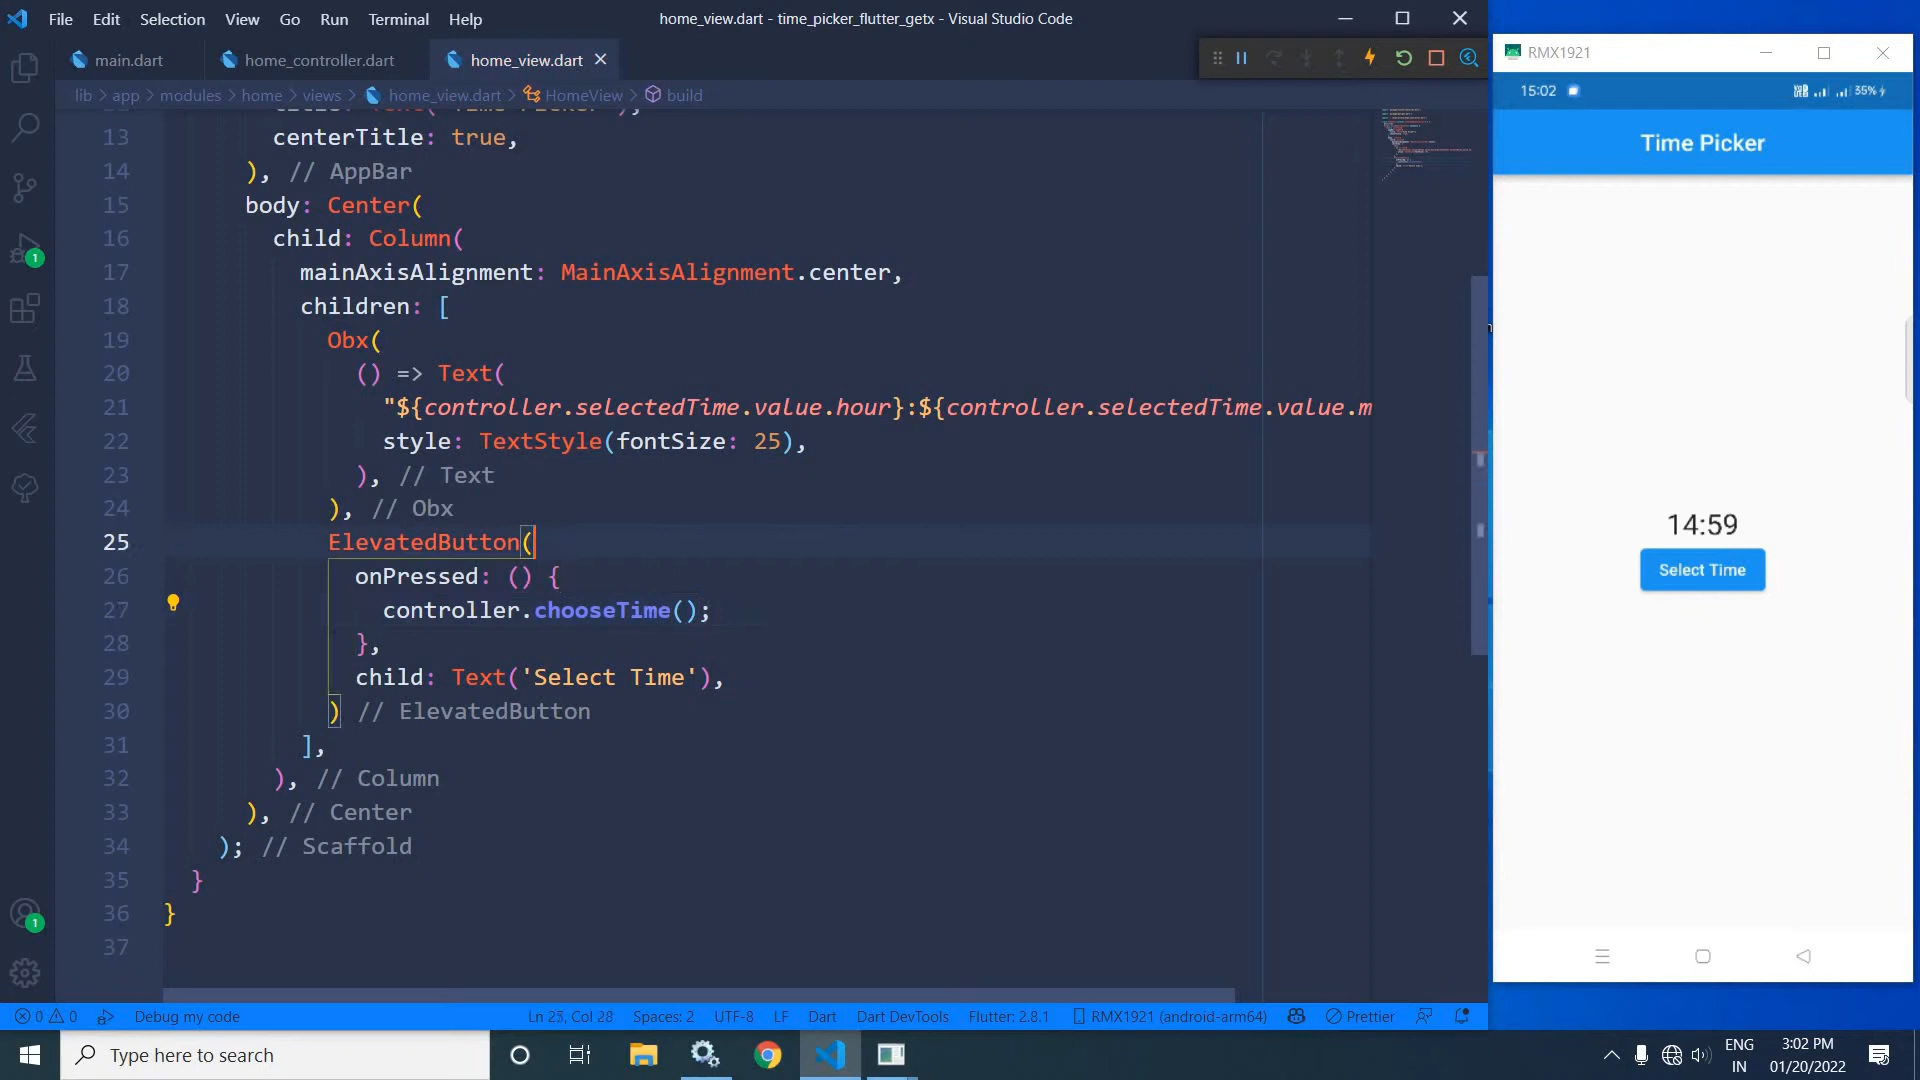 File Edit Selection View Go Run Terminal Help
home_view.dart - time_picker_flutter_getx - Visual Studio Code
main.dart
home_controller.dart
home_view.dart
lib > app > modules > home > views > home_view.dart > HomeView > build
13 centerTitle: true,
14 ), // AppBar
15 body: Center(
16 child: Column(
17 mainAxisAlignment: MainAxisAlignment.center,
18 children: [
19 Obx(
20 () => Text(
21 "${controller.selectedTime.value.hour}:${controller.selectedTime.value.m
22 style: TextStyle(fontSize: 25),
23 ), // Text
24 ), // Obx
25 ElevatedButton(
26 onPressed: () {
27 controller.chooseTime();
28 },
29 child: Text('Select Time'),
30 ) // ElevatedButton
31 ],
32 ), // Column
33 ), // Center
34 ); // Scaffold
35 }
36 }
37
1
1
0 0 Debug my code
Ln 25, Col 28 Spaces: 2 UTF-8 LF Dart Dart DevTools Flutter: 2.8.1 RMX1921 (android-arm64) Prettier
RMX1921
15:02
35%
Time Picker
14:59
Select Time
Type here to search
ENG
IN
3:02 PM
01/20/2022